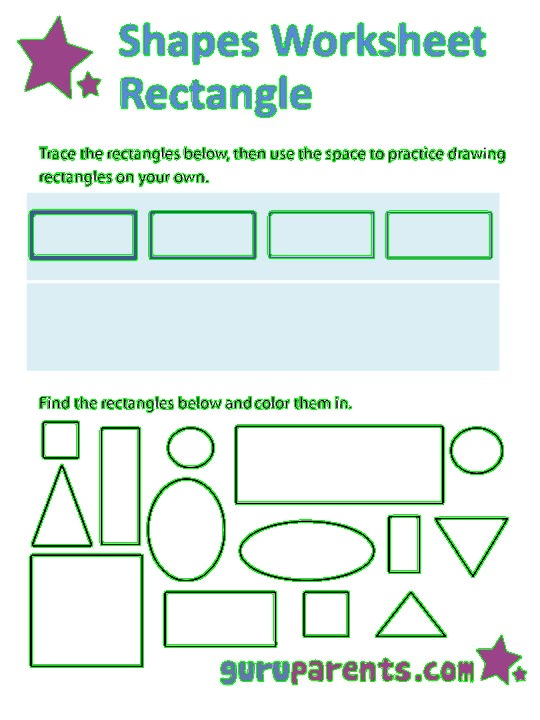 Shapes Worksheet
Rectangle
Trace the rectangles below, then use the space to practice drawing
rectangles on your own.
Find the rectangles below and color them in.
guruparents.com